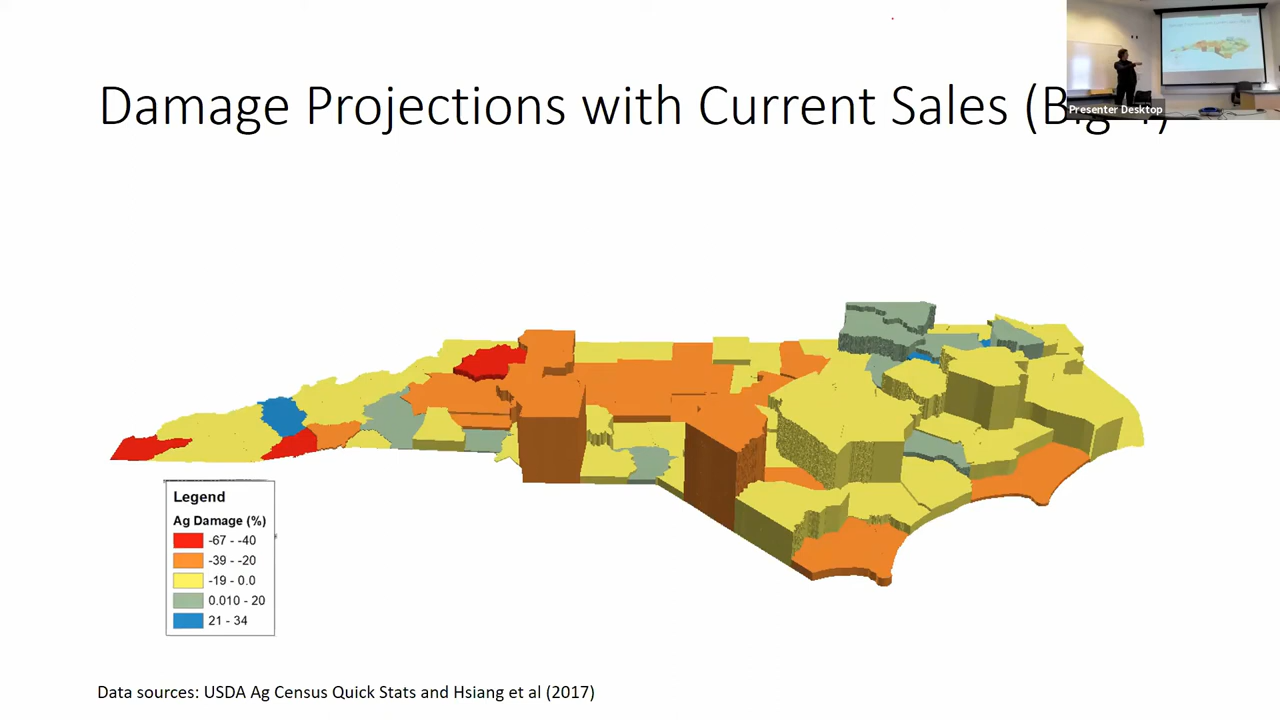 Damage Projections with Current Sales
Presenter Desktop
Legend
Ag Damage (%)
-67 - -40
-39 - -20
-19 - 0.0
0.010 - 20
21 - 34
Data sources: USDA Ag Census Quick Stats and Hsiang et al (2017)